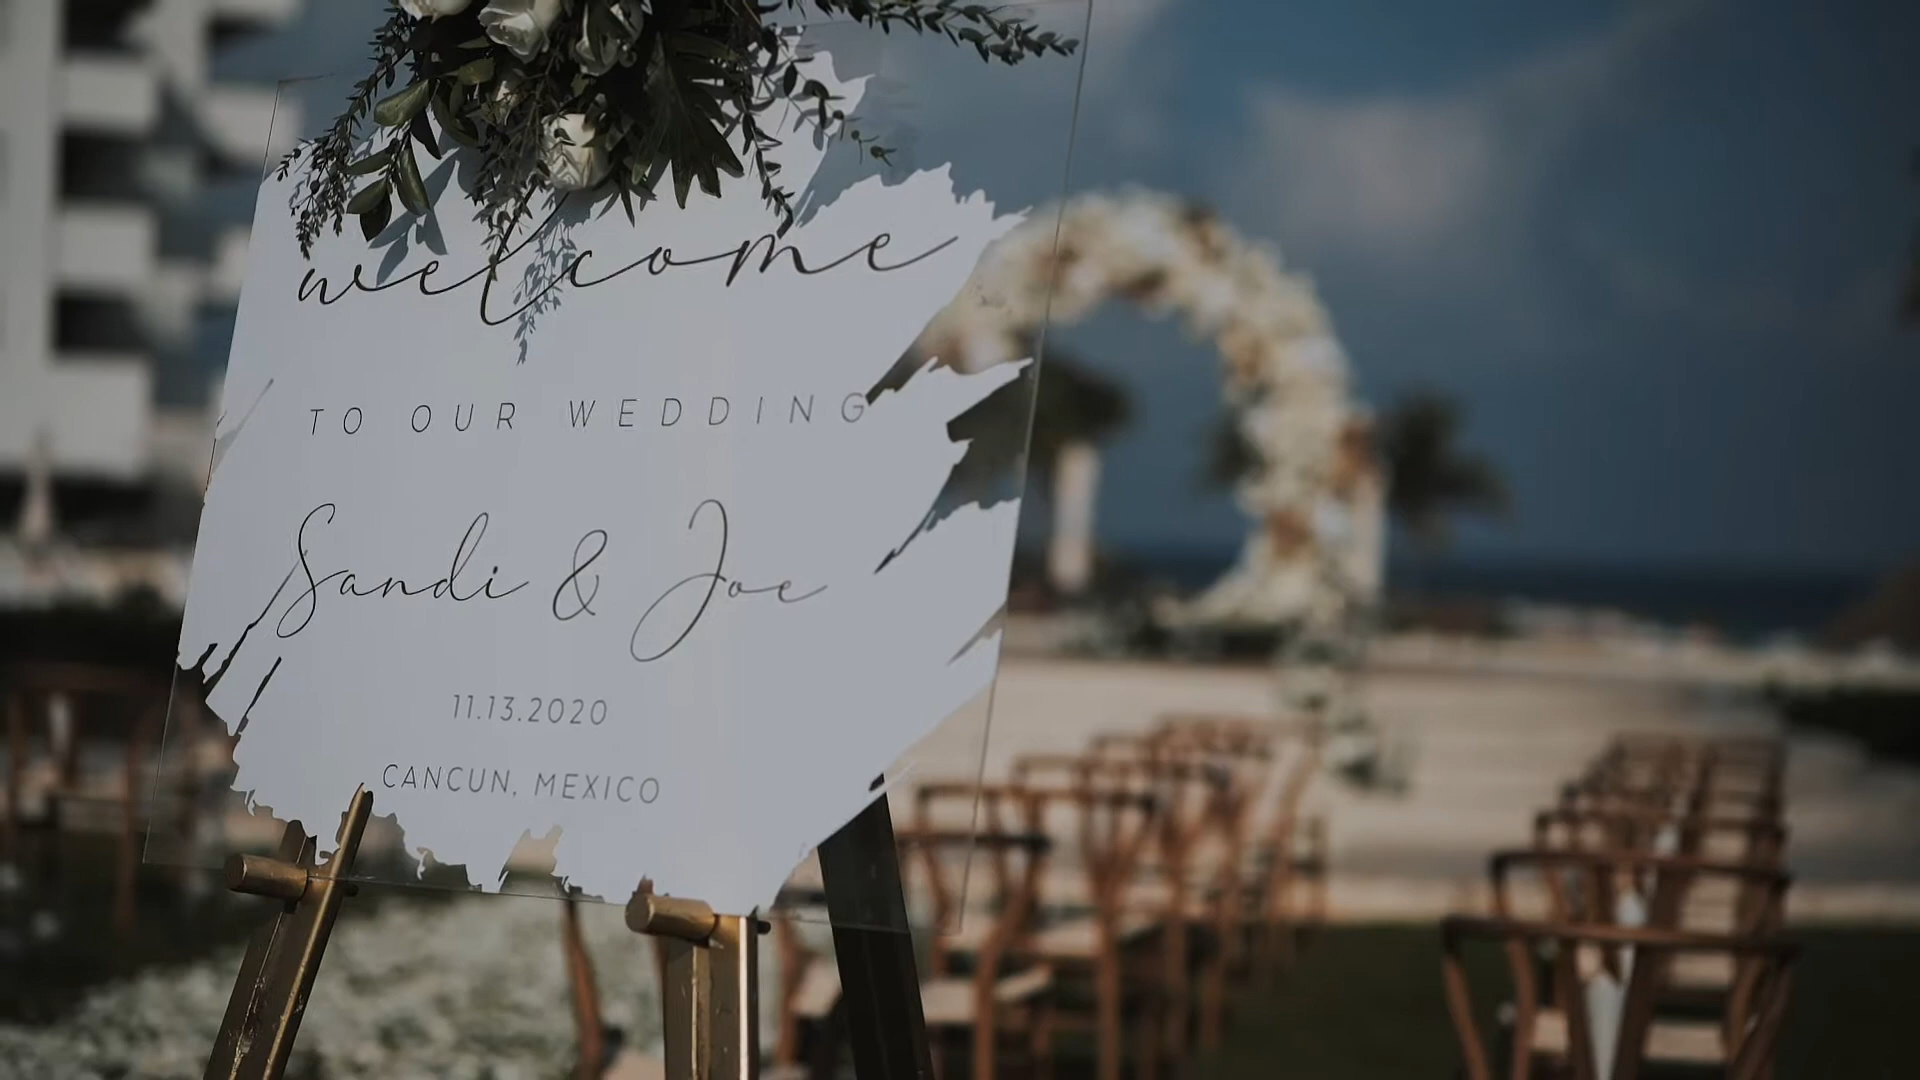 welcome
TO OUR WEDDING
Sandi & Joe
11.13.2020
CANCUN, MEXICO